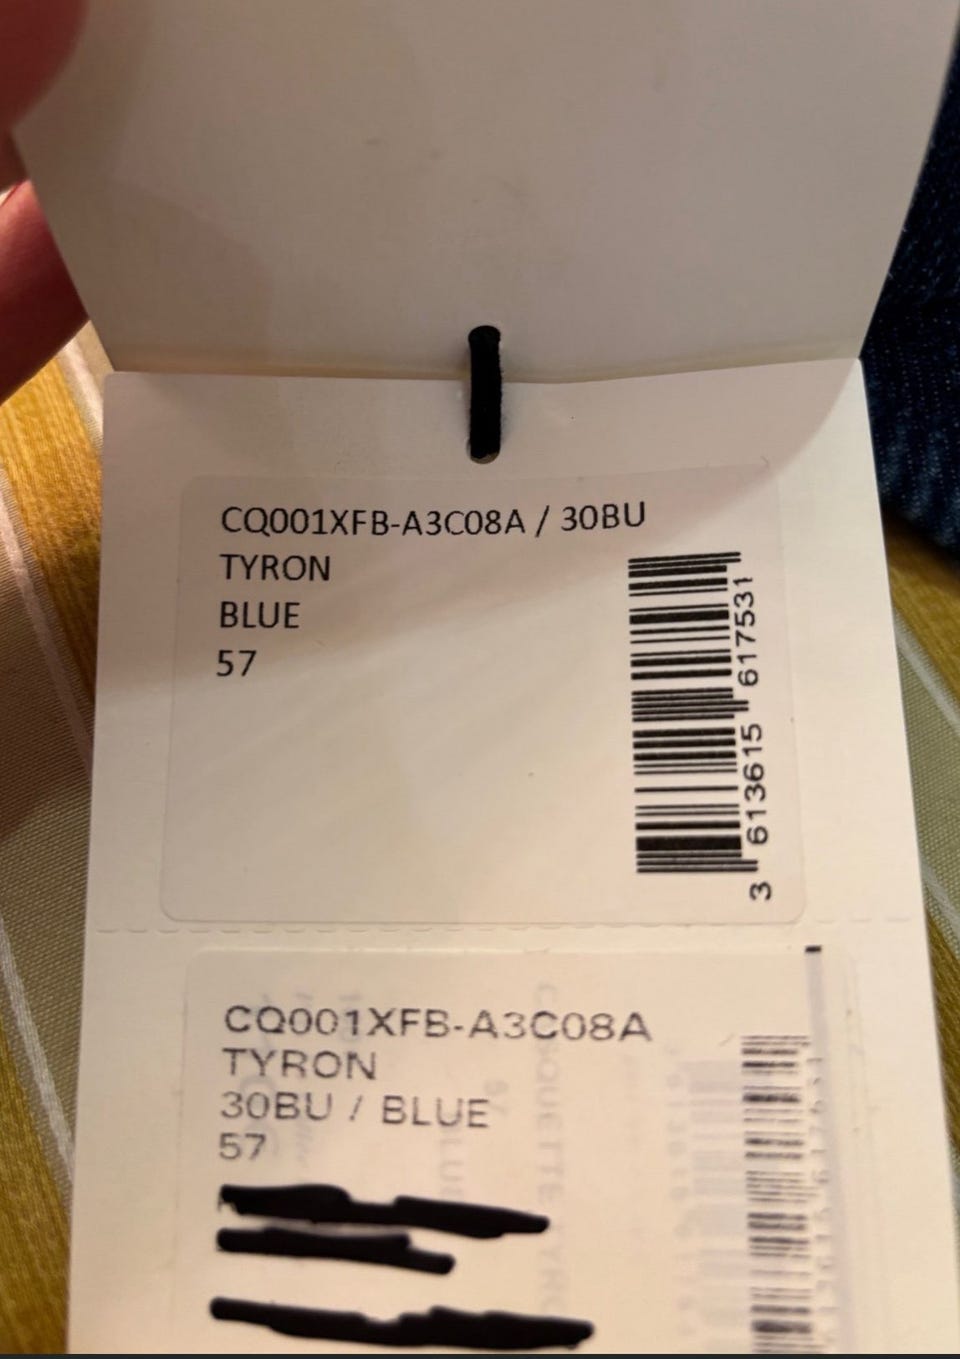 CQ001XFB-A3C08A / 30BU
TYRON
BLUE
57
3 613615 617531
CQ001XFB-A3C08A
TYRON
30BU / BLUE
57